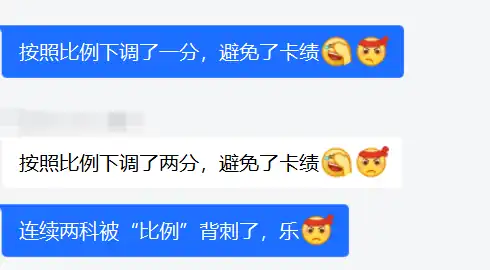 按照比例下调了一分，避免了卡绩
按照比例下调了两分，避免了卡绩
连续两科被“比例”背刺了，乐